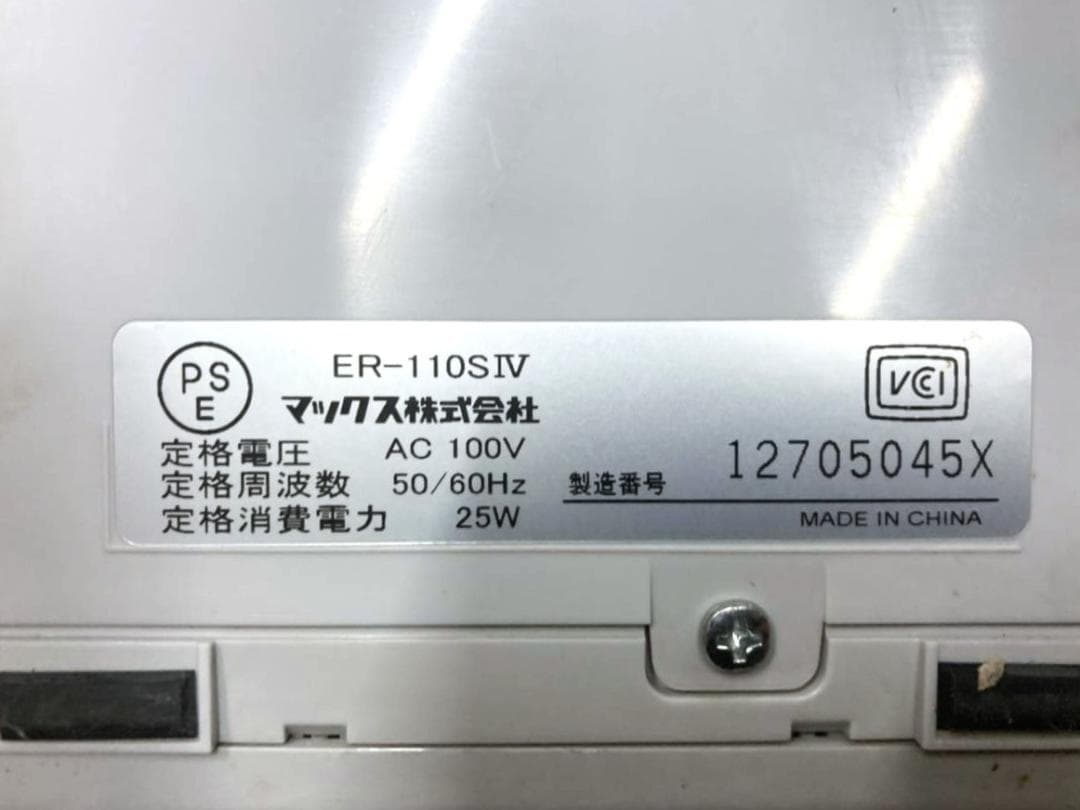 PS
E
ER-110SⅣ
マックス株式会社
VCCI
定格電圧 AC 100V
定格周波数 50/60Hz
定格消費電力 25W
製造番号 12705045X
MADE IN CHINA